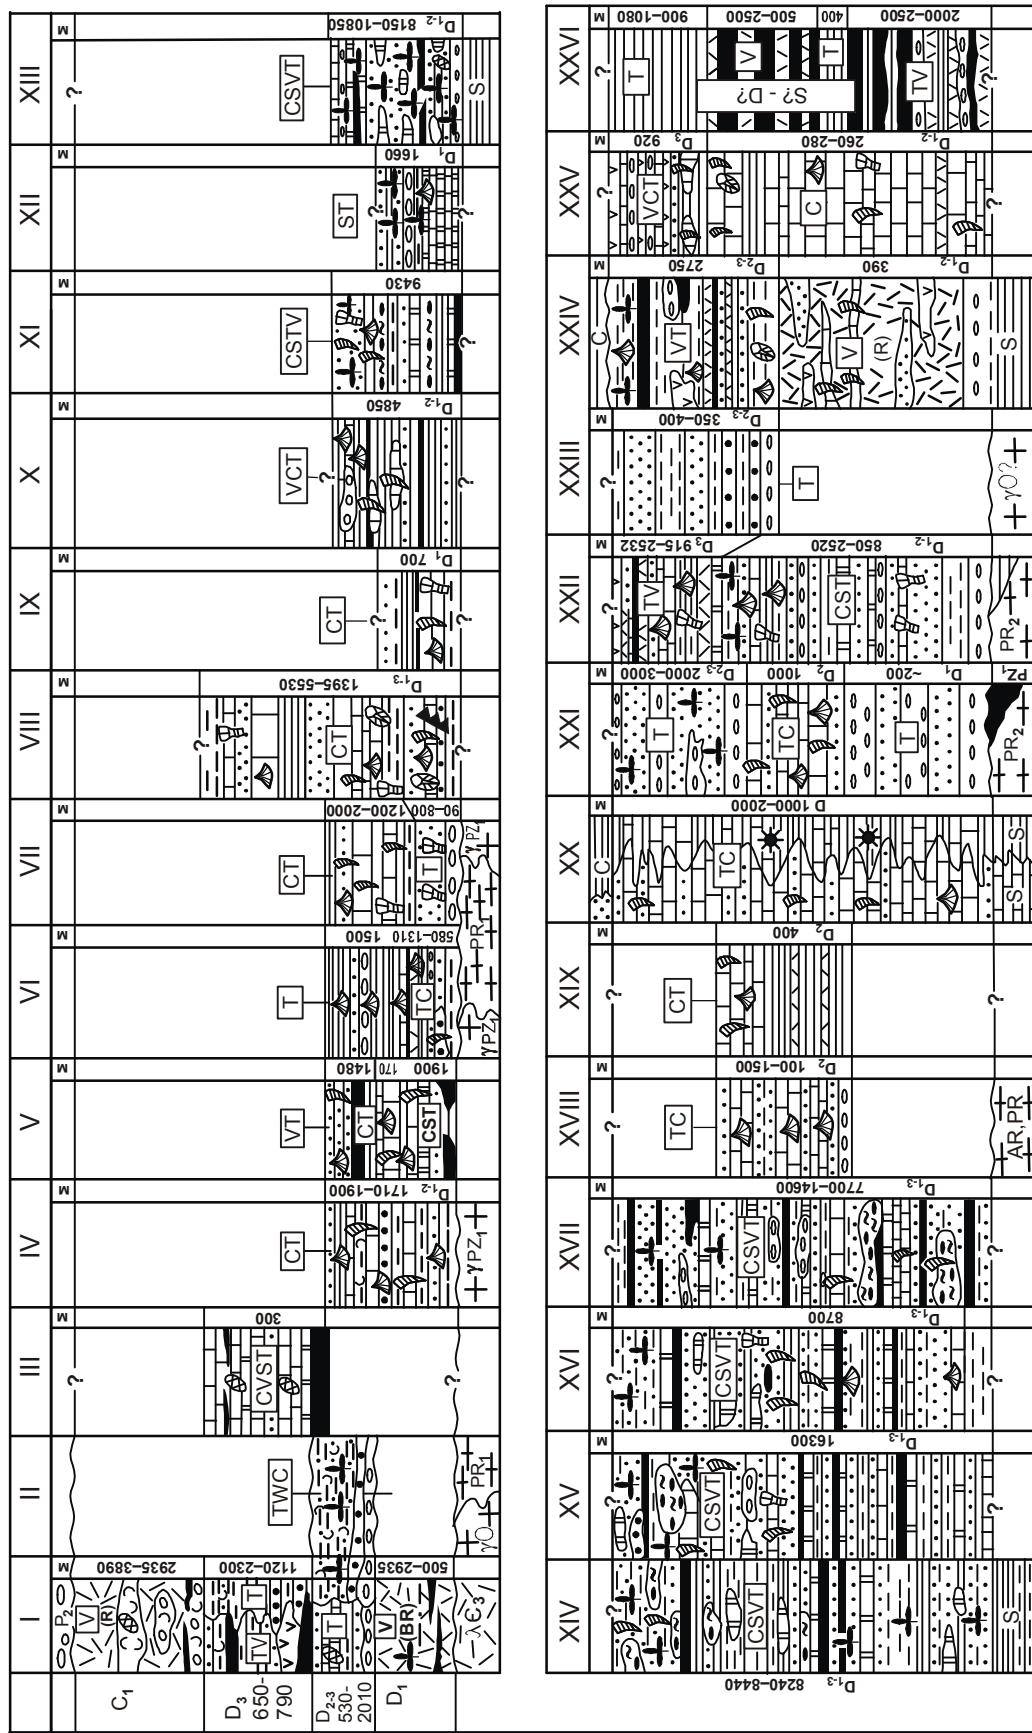 I
II
III
IV
V
VI
VII
VIII
IX
X
XI
XII
XIII
M
M
M
M
M
M
M
M
M
M
M
M
C₁
D₃
650-
790
D₂₋₃
530-
2010
D₁
P₂
V
(R)
TV
T
T
V
(BR)
λЄ₃
2935–3890
1120–2300
500–2935
TWC
γO
PR₁
?
CVST
?
300
CT
γPZ₁
1710–1900
D₁₋₂
VT
CT
CST
1480
170
1900
T
TC
γPZ₁
PR₁
1500
580–1310
CT
T
γPZ₁
1200–2000
90–800
?
CT
?
1395–5530
D₁₋₃
CT
?
?
700
D₁
VCT
?
?
4850
D₁₋₂
CSTV
?
9430
ST
?
?
1660
D₁
?
CSVT
S
8150–10850
D₁₋₂
XIV
XV
XVI
XVII
XVIII
XIX
XX
XXI
XXII
XXIII
XXIV
XXV
XXVI
M
M
M
M
M
M
M
M
M
M
M
M
8240–8440
D₁₋₃
?
CSVT
S
?
CSVT
?
16300
D₁₋₃
?
CSVT
?
8700
D₁₋₃
?
CSVT
?
7700–14600
D₁₋₃
?
TC
AR,PR
100–1500
D₂
?
CT
?
400
D₂
C
TC
S
S
D 1000–2000
?
T
TC
T
PR₂
2000–3000
D₂₋₃
1000
D₂
~200
D₁
PZ₁
?
TV
CST
PR₂
915–2532
D₃
850–2520
D₁₋₂
?
T
γO?
350–400
D₂₋₃
C
VT
V
(R)
S
2750
D₂₋₃
390
D₁₋₂
?
VCT
C
?
920
D₃
260–280
D₁₋₂
?
T
V
T
S? - D?
TV
?
900–1080
500–2500
400
2000–2500